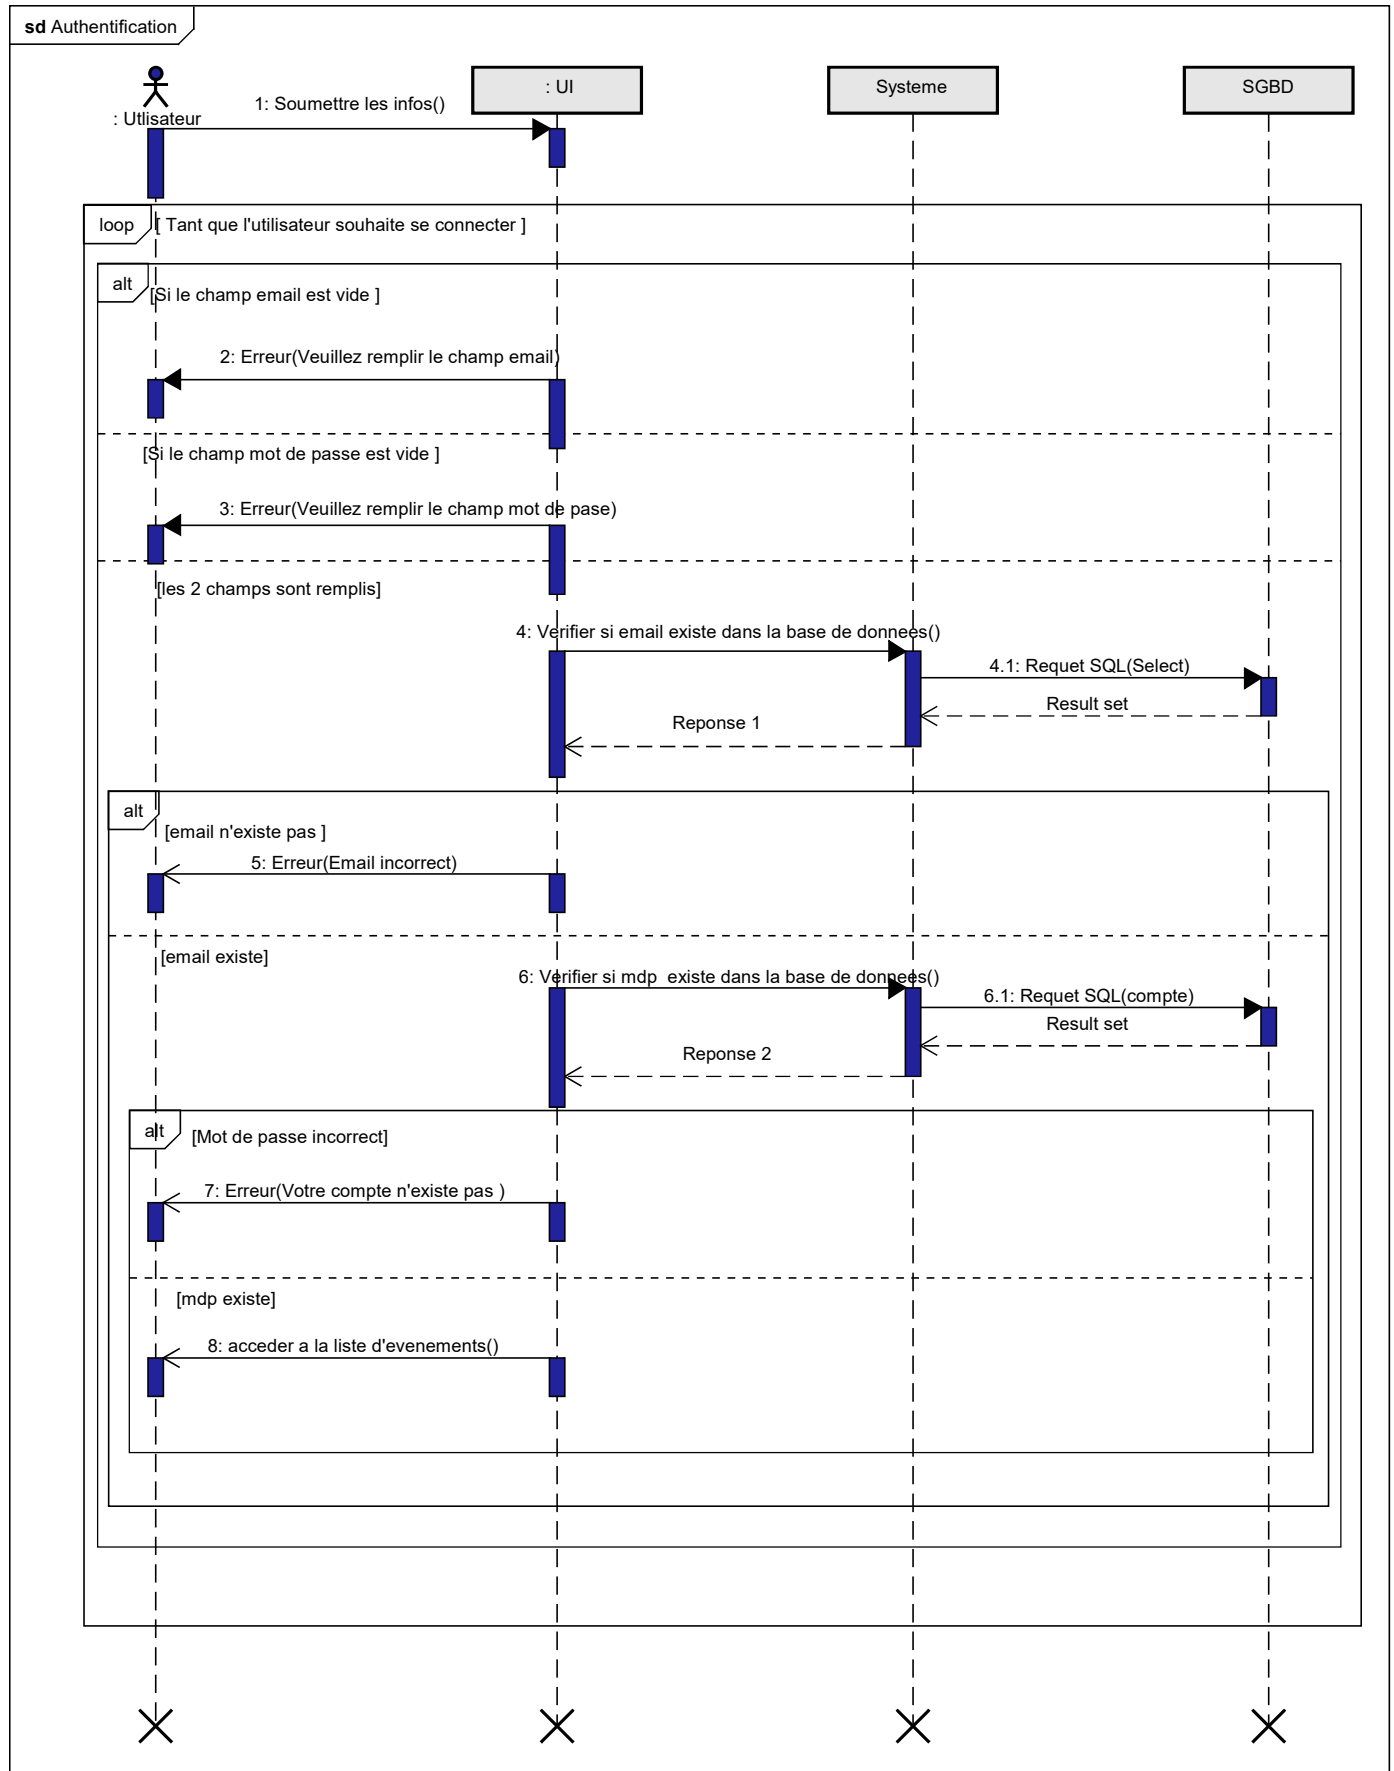 sd Authentification
: Utlisateur
: UI
Systeme
SGBD
1: Soumettre les infos()
loop
[ Tant que l'utilisateur souhaite se connecter ]
alt
[Si le champ email est vide ]
2: Erreur(Veuillez remplir le champ email)
[Si le champ mot de passe est vide ]
3: Erreur(Veuillez remplir le champ mot de pase)
[les 2 champs sont remplis]
4: Verifier si email existe dans la base de donnees()
4.1: Requet SQL(Select)
Result set
Reponse 1
alt
[email n'existe pas ]
5: Erreur(Email incorrect)
[email existe]
6: Verifier si mdp  existe dans la base de donnees()
6.1: Requet SQL(compte)
Result set
Reponse 2
alt
[Mot de passe incorrect]
7: Erreur(Votre compte n'existe pas )
[mdp existe]
8: acceder a la liste d'evenements()